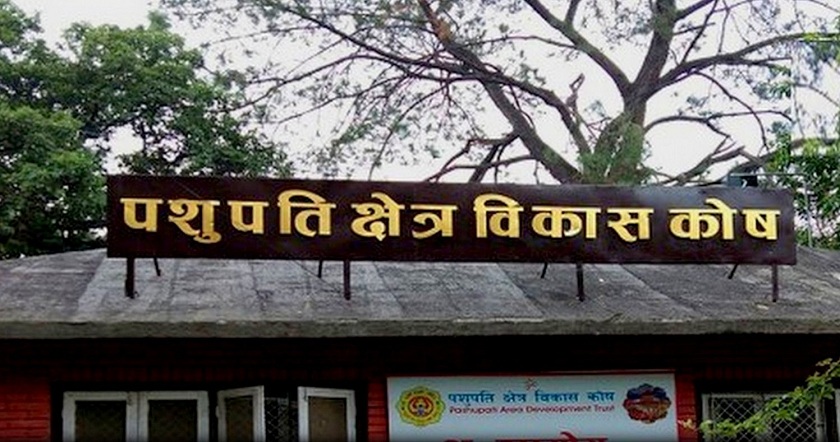 पशुपति क्षेत्र विकास कोष
पशुपति क्षेत्र विकास कोष
Pashupati Area Development Trust